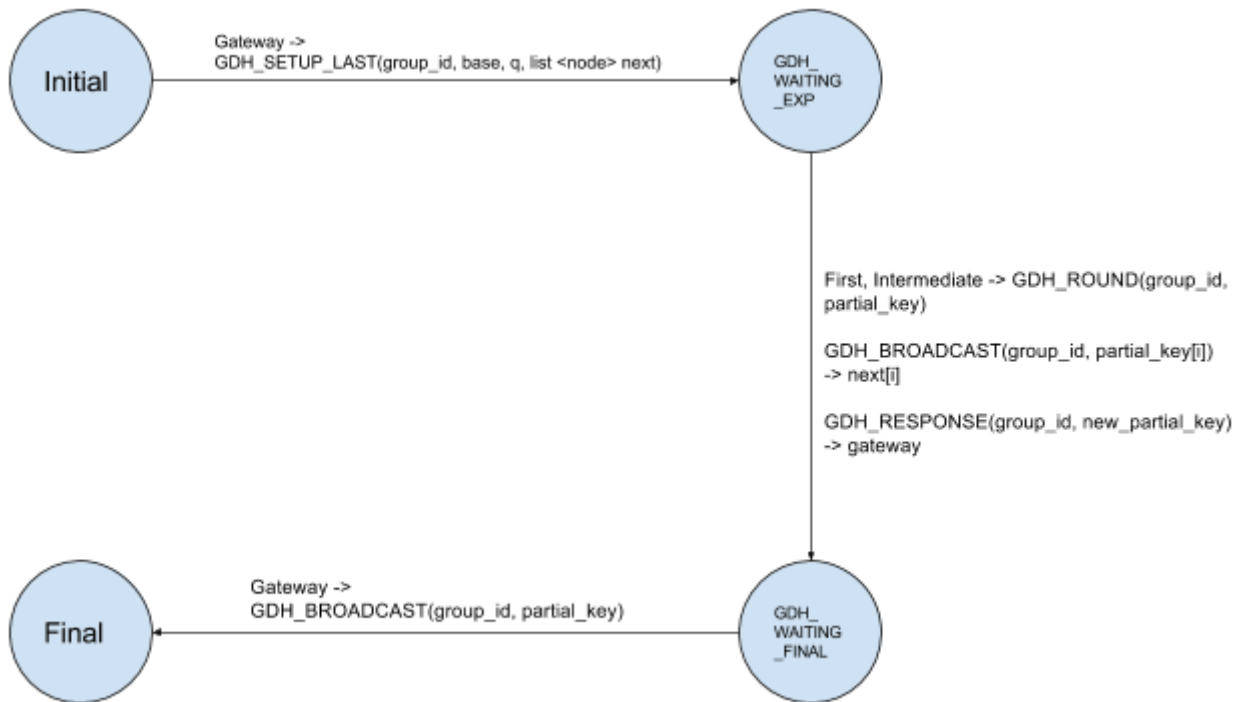 Initial
Gateway ->
GDH_SETUP_LAST(group_id, base, q, list <node> next)
GDH_
WAITING
_EXP
First, Intermediate -> GDH_ROUND(group_id,
partial_key)
GDH_BROADCAST(group_id, partial_key[i])
-> next[i]
GDH_RESPONSE(group_id, new_partial_key)
-> gateway
Final
Gateway ->
GDH_BROADCAST(group_id, partial_key)
GDH_
WAITING
_FINAL